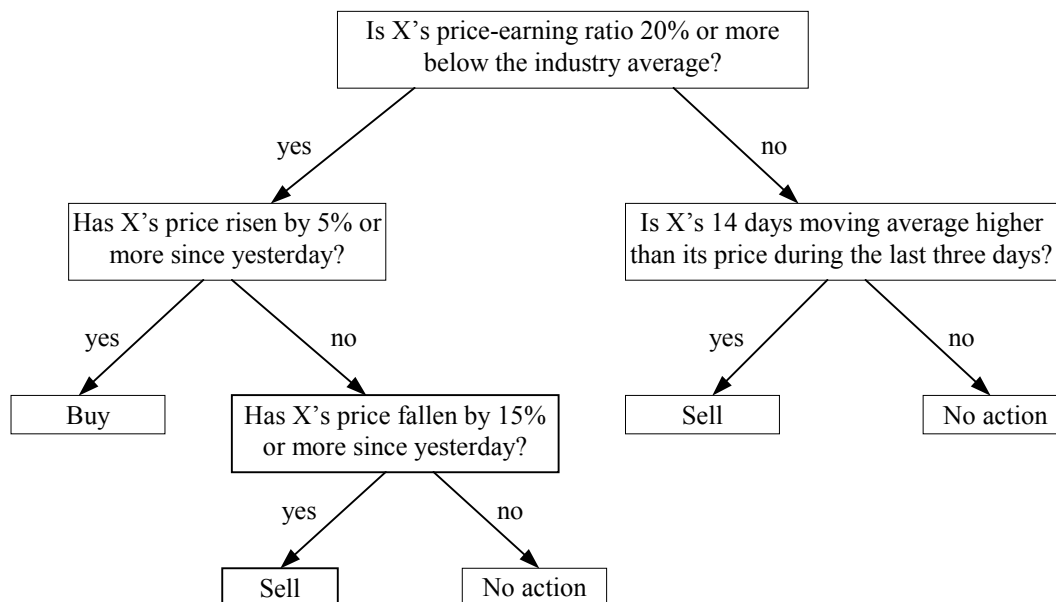 Is X’s price-earning ratio 20% or more
below the industry average?
yes
no
Has X’s price risen by 5% or
more since yesterday?
Is X’s 14 days moving average higher
than its price during the last three days?
yes
no
yes
no
Buy
Has X’s price fallen by 15%
or more since yesterday?
Sell
No action
yes
no
Sell
No action